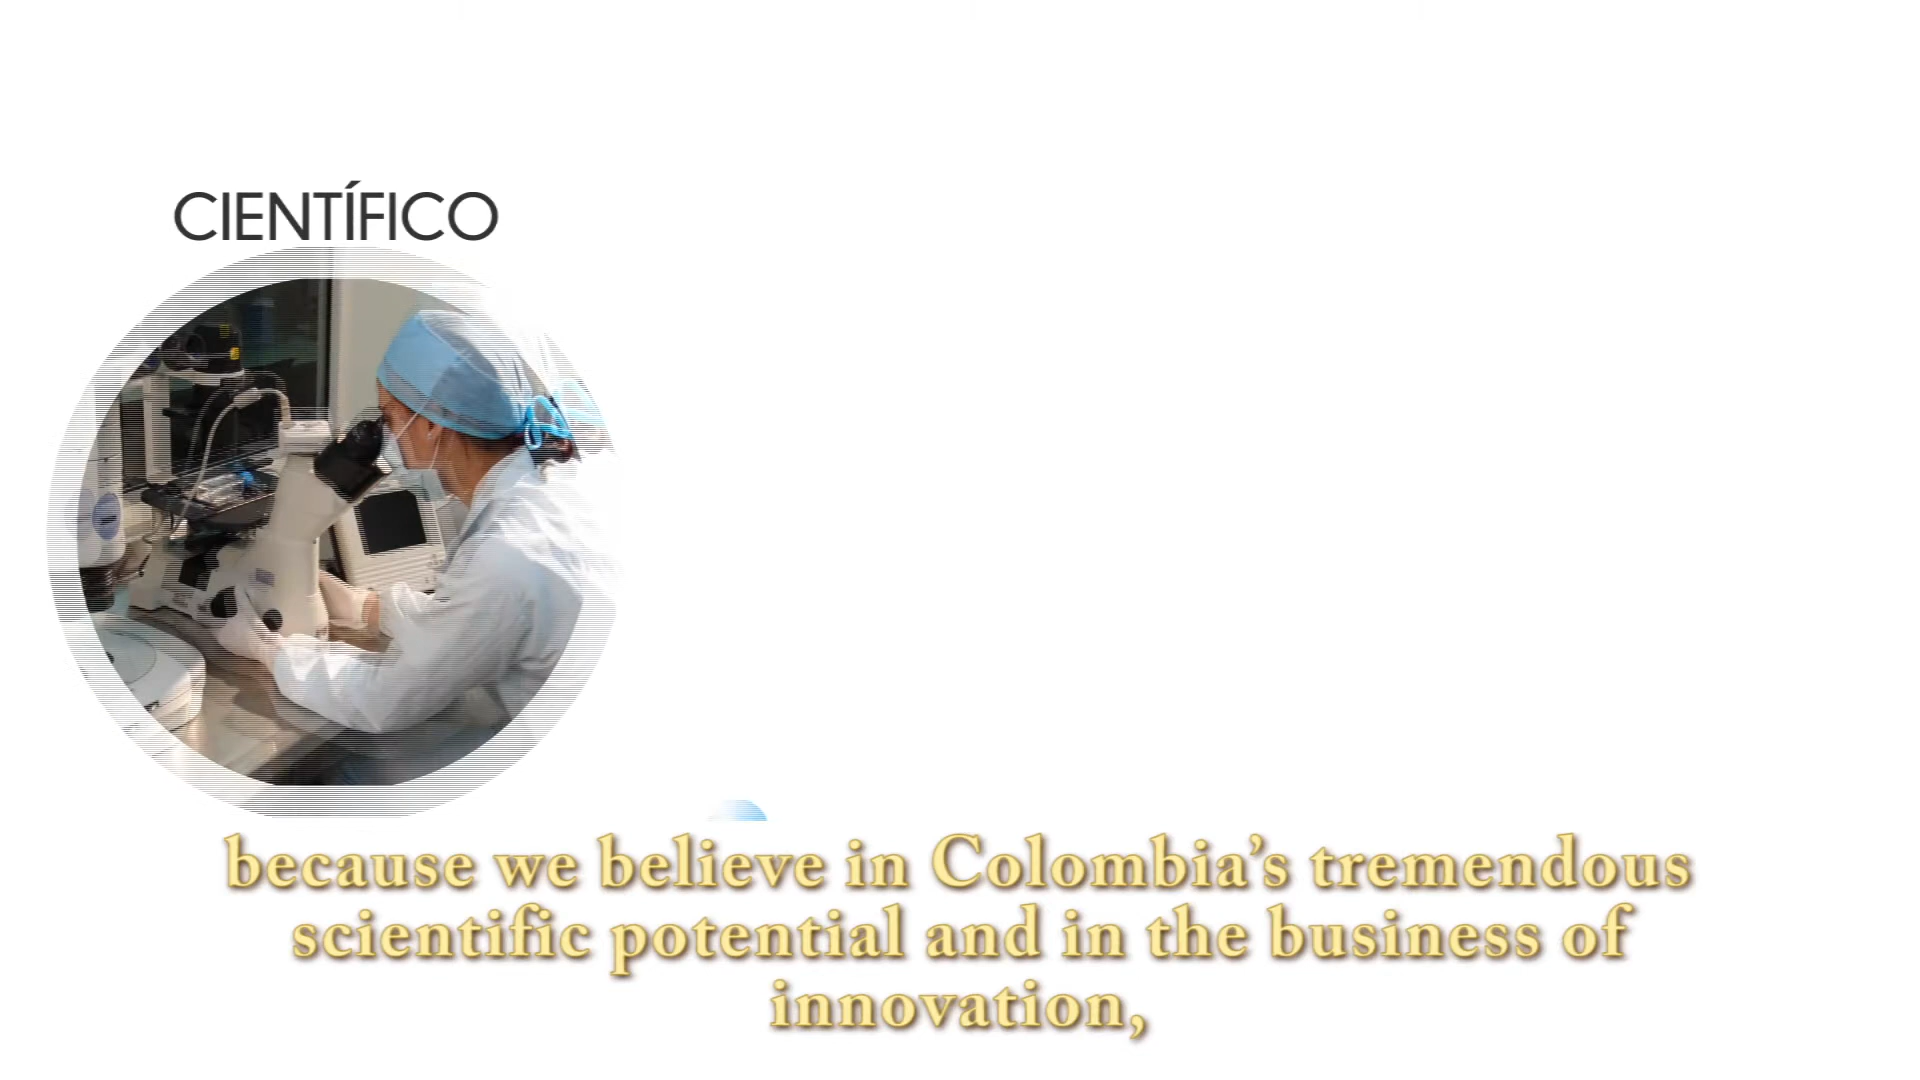 CIENTÍFICO
because we believe in Colombia’s tremendous
scientific potential and in the business of
innovation,